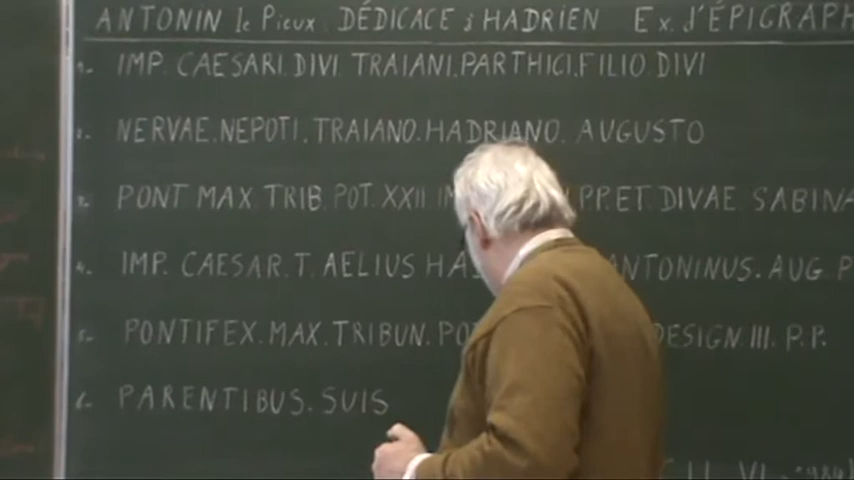 ANTONIN le Pieux: DÉDICACE à HADRIEN Ex. d'ÉPIGRAPH
1.- IMP. CAESARI. DIVI. TRAIANI. PARTHICI. FILIO. DIVI
2.- NERVAE. NEPOTI. TRAIANO. HADRIANO. AUGUSTO
3.- PONT MAX. TRIB. POT. XXII PP. ET. DIVAE SABINA
4.- IMP. CAESAR. T. AELIUS ANTONINUS. AUG. P
5.- PONTIFEX. MAX. TRIBUN. DESIGN. III. P. P.
6.- PARENTIBUS. SUIS